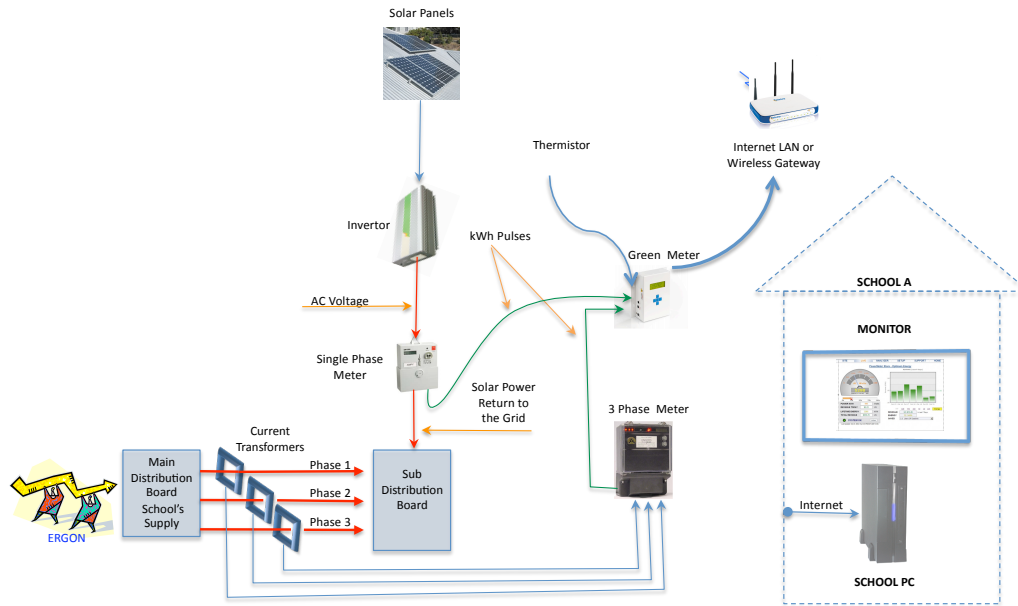 Solar Panels
Internet LAN or
Wireless Gateway
Thermistor
Invertor
kWh Pulses
Green Meter
SCHOOL A
AC Voltage
MONITOR
Single Phase
Meter
Solar Power
Return to
the Grid
3 Phase Meter
Current
Transformers
Main
Distribution
Board
School's
Supply
Phase 1
Phase 2
Phase 3
Sub
Distribution
Board
ERGON
Internet
SCHOOL PC